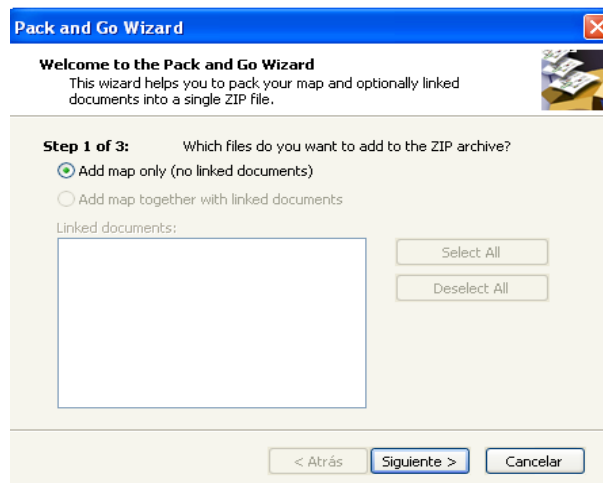 Pack and Go Wizard
Welcome to the Pack and Go Wizard
This wizard helps you to pack your map and optionally linked
documents into a single ZIP file.
Step 1 of 3: Which files do you want to add to the ZIP archive?
Add map only (no linked documents)
Add map together with linked documents
Linked documents:
Select All
Deselect All
< Atrás Siguiente > Cancelar